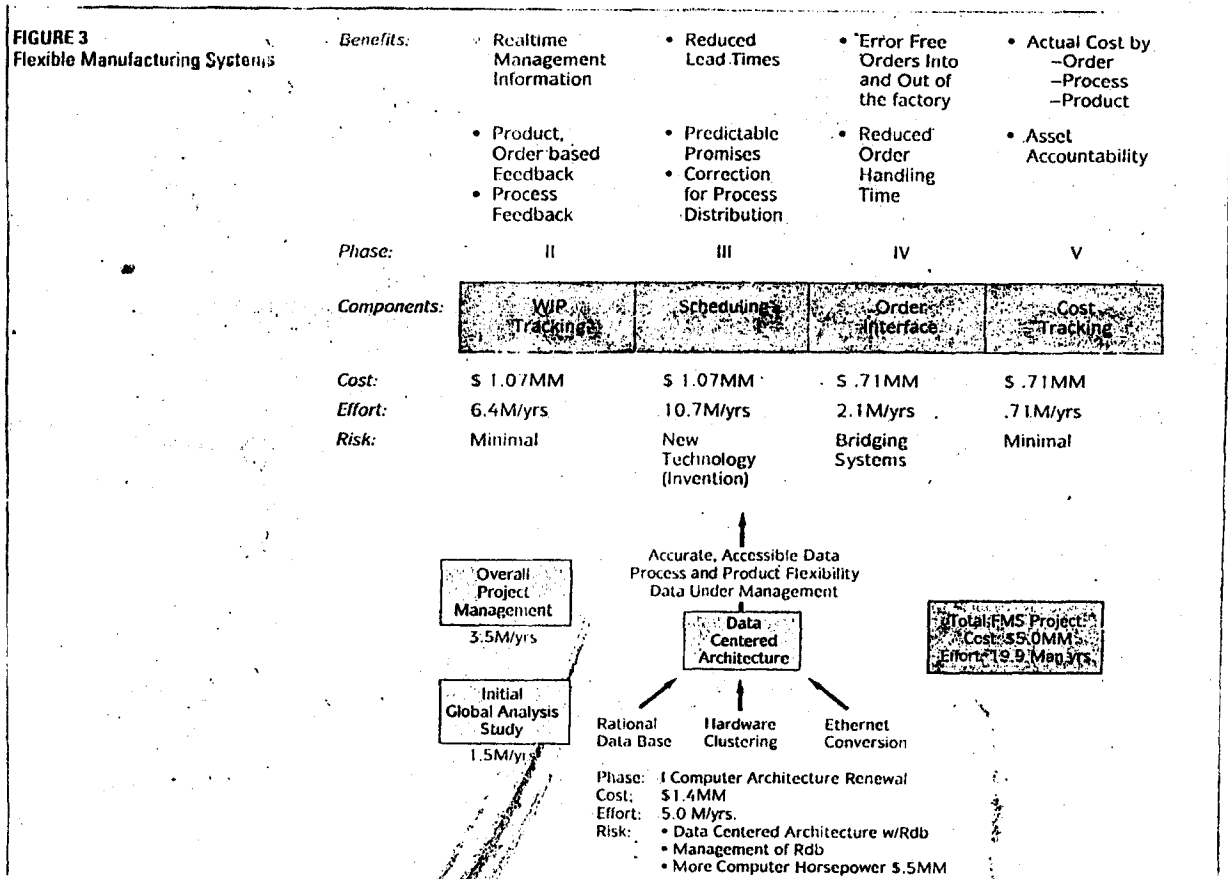 FIGURE 3
Flexible Manufacturing Systems
Benefits:
• Realtime
Management
Information
• Product,
Order based
Feedback
• Process
Feedback
• Reduced
Lead Times
• Predictable
Promises
• Correction
for Process
Distribution
• Error Free
Orders Into
and Out of
the factory
• Reduced
Order
Handling
Time
• Actual Cost by
–Order
–Process
–Product
• Asset
Accountability
Phase: II III IV V
Components:
WIP
Tracking
Scheduling
Order
Interface
Cost
Tracking
Cost: $ 1.07MM $ 1.07MM $ .71MM $ .71MM
Effort: 6.4M/yrs 10.7M/yrs 2.1M/yrs .71M/yrs
Risk: Minimal
New
Technology
(Invention)
Bridging
Systems
Minimal
Accurate, Accessible Data
Process and Product Flexibility
Data Under Management
Overall
Project
Management
3.5M/yrs
Data
Centered
Architecture
Total FMS Project
Cost: $5.0MM
Effort: 19.9 Man yrs.
Initial
Global Analysis
Study
1.5M/yrs
Rational
Data Base
Hardware
Clustering
Ethernet
Conversion
Phase: I Computer Architecture Renewal
Cost: $1.4MM
Effort: 5.0 M/yrs.
Risk: • Data Centered Architecture w/Rdb
• Management of Rdb
• More Computer Horsepower $.5MM